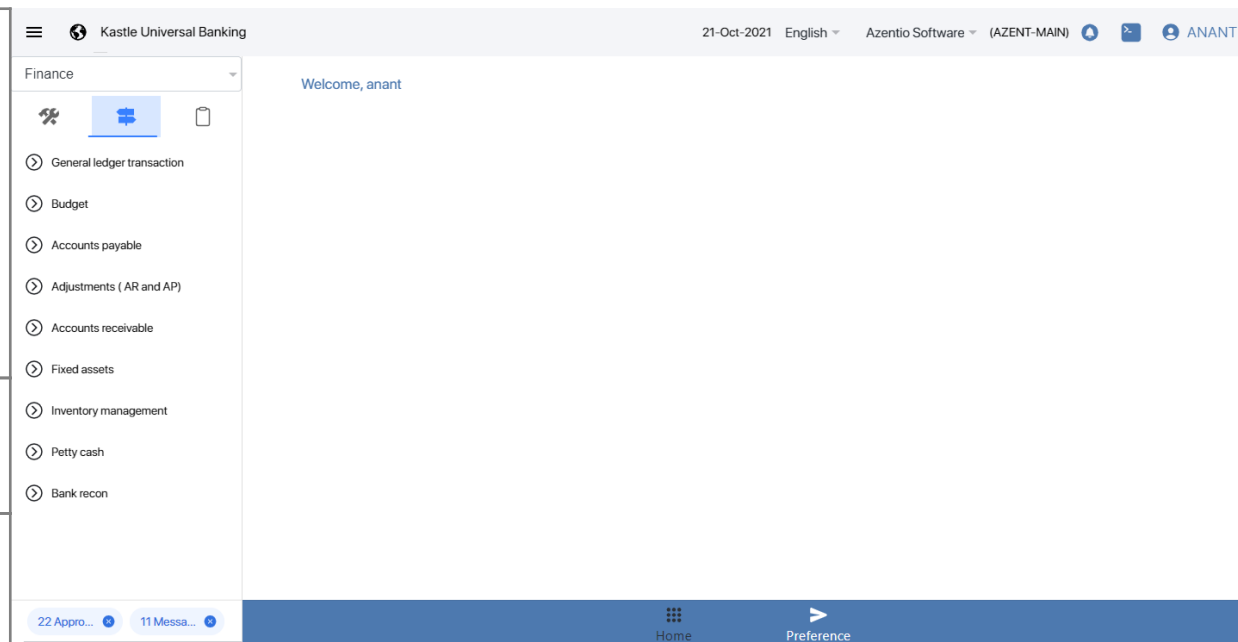 Kastle Universal Banking 21-Oct-2021 English Azentio Software (AZENT-MAIN) ANANT
Finance
Welcome, anant
General ledger transaction
Budget
Accounts payable
Adjustments ( AR and AP)
Accounts receivable
Fixed assets
Inventory management
Petty cash
Bank recon
22 Appro... 11 Messa...
Home Preference